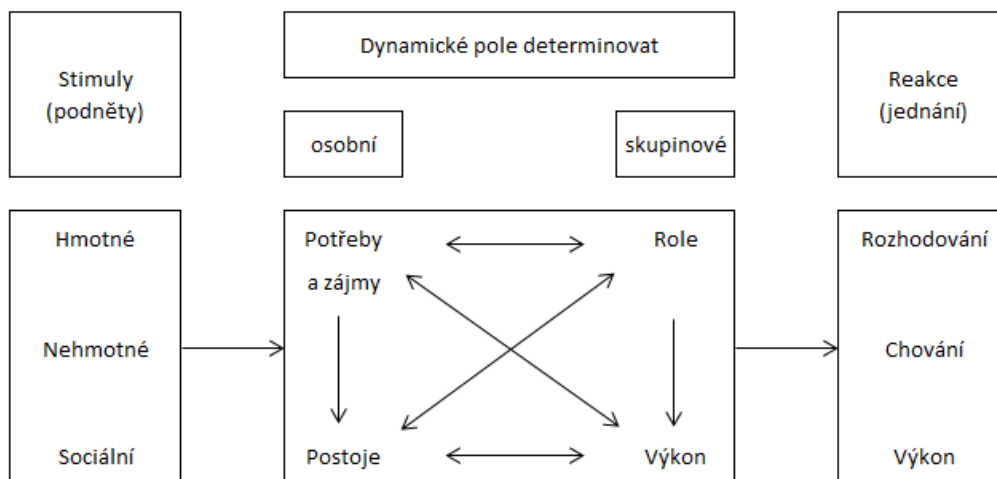 Stimuly
(podněty)
Dynamické pole determinovat
osobní
skupinové
Reakce
(jednání)
Hmotné
Nehmotné
Sociální
Potřeby
a zájmy
Role
Postoje
Výkon
Rozhodování
Chování
Výkon